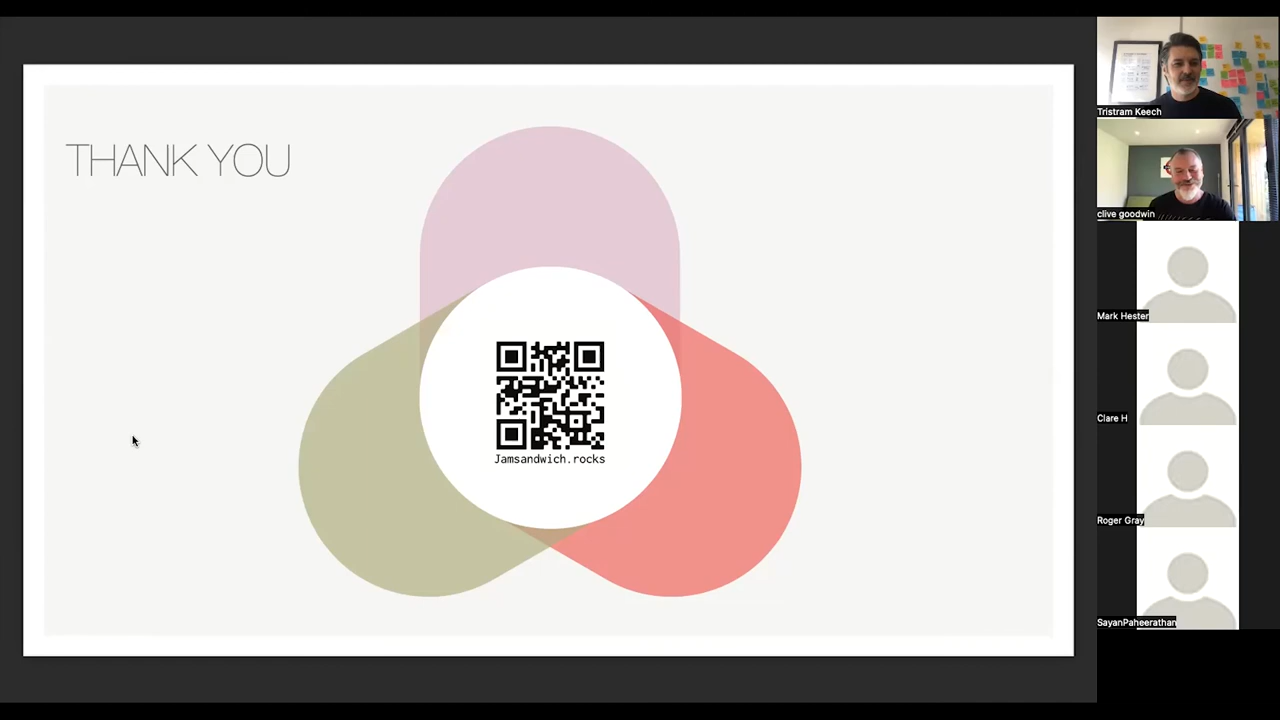 THANK YOU
Jamsandwich.rocks
Tristram Keech
clive goodwin
Mark Hester
Clare H
Roger Gray
SayanPaheerathan